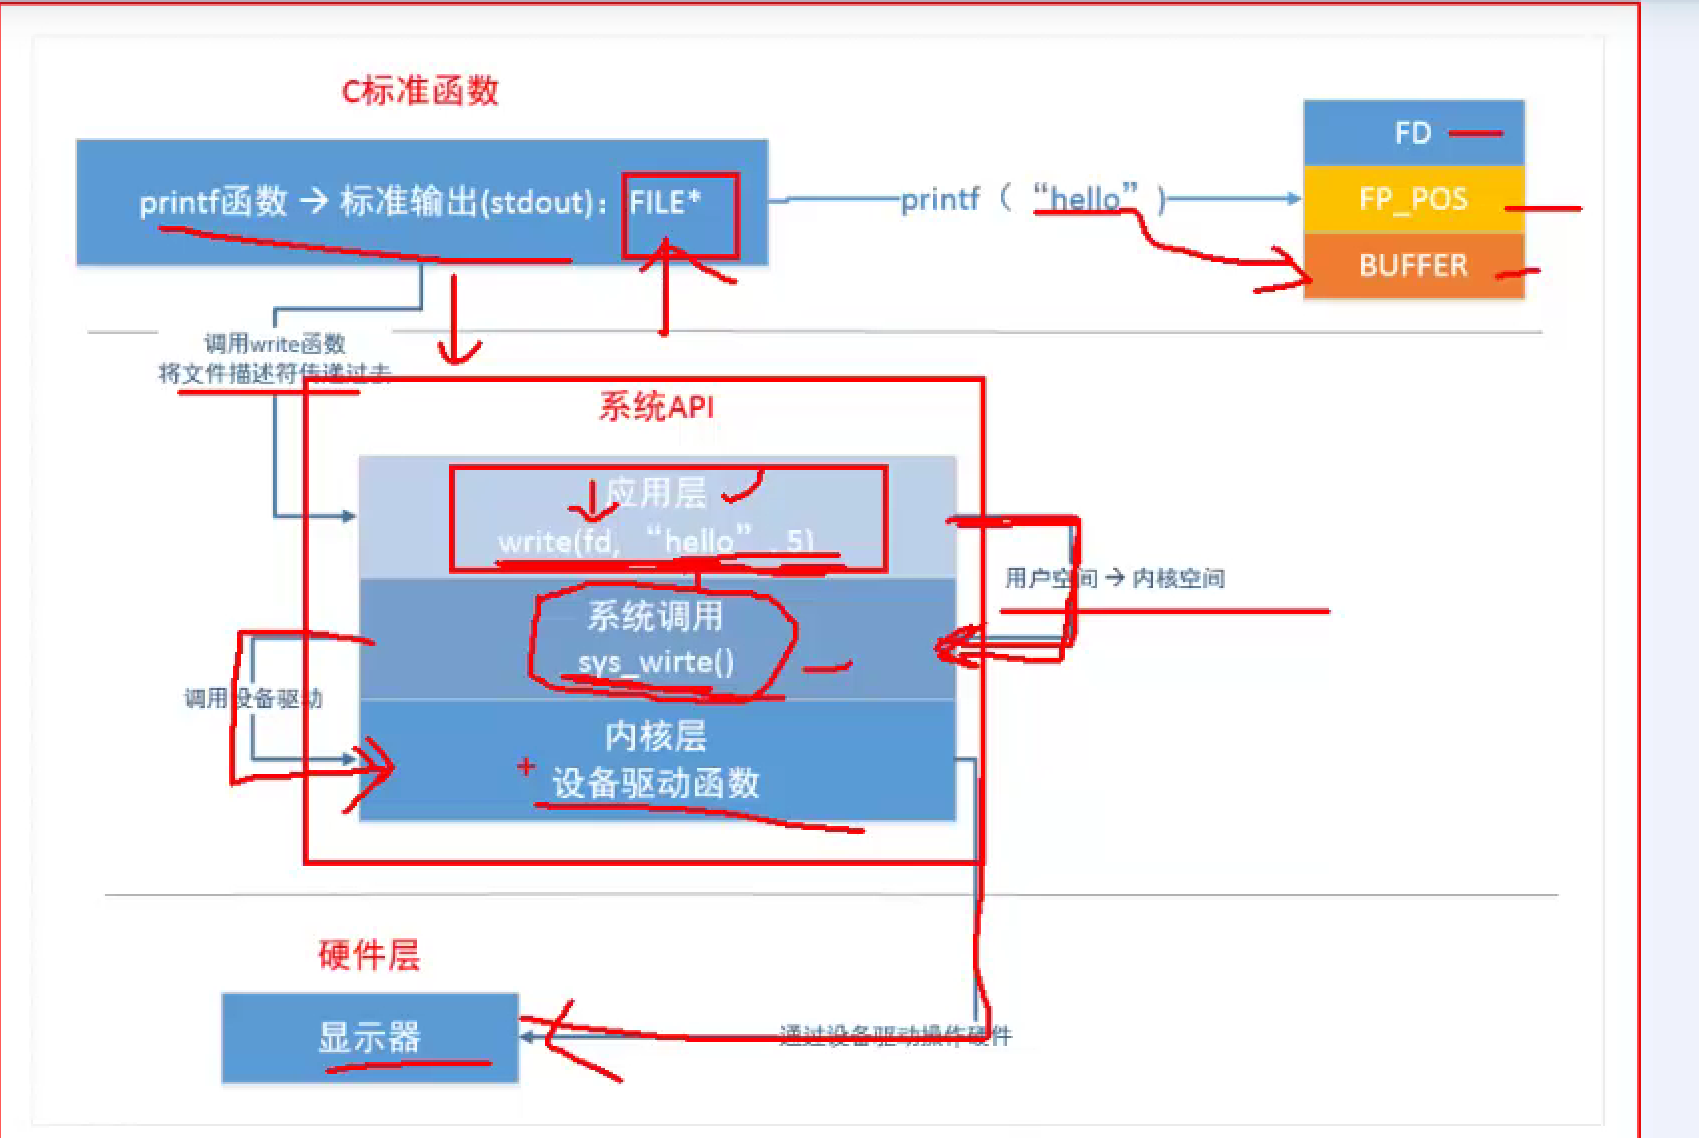 C标准函数
printf函数 → 标准输出(stdout)：FILE*
printf（ “hello” ）
FD
FP_POS
BUFFER
调用write函数
将文件描述符传递过去
系统API
应用层
write(fd, “hello”, 5)
用户空间 → 内核空间
系统调用
sys_wirte()
调用设备驱动
内核层
设备驱动函数
硬件层
显示器
通过设备驱动操作硬件